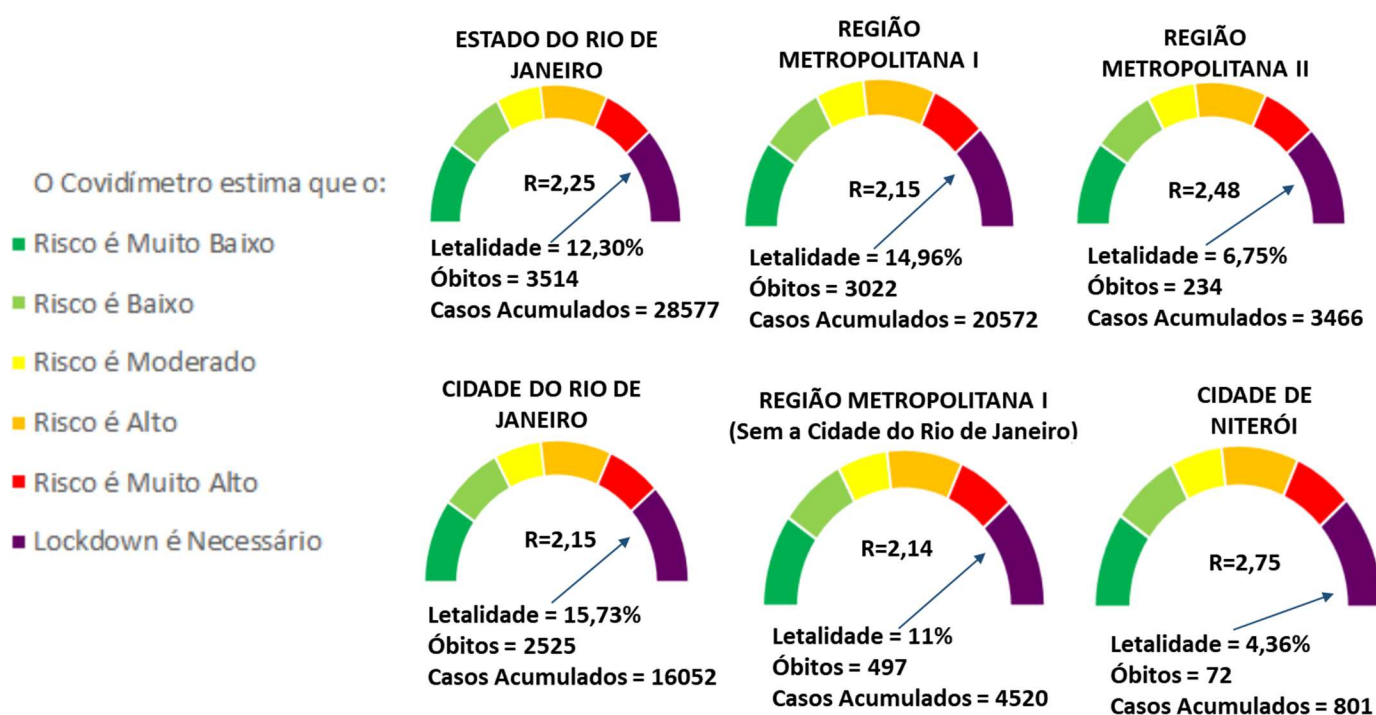 O Covidímetro estima que o:
Risco é Muito Baixo
Risco é Baixo
Risco é Moderado
Risco é Alto
Risco é Muito Alto
Lockdown é Necessário
ESTADO DO RIO DE
JANEIRO
R=2,25
Letalidade = 12,30%
Óbitos = 3514
Casos Acumulados = 28577
REGIÃO
METROPOLITANA I
R=2,15
Letalidade = 14,96%
Óbitos = 3022
Casos Acumulados = 20572
REGIÃO
METROPOLITANA II
R=2,48
Letalidade = 6,75%
Óbitos = 234
Casos Acumulados = 3466
CIDADE DO RIO DE
JANEIRO
R=2,15
Letalidade = 15,73%
Óbitos = 2525
Casos Acumulados = 16052
REGIÃO METROPOLITANA I
(Sem a Cidade do Rio de Janeiro)
R=2,14
Letalidade = 11%
Óbitos = 497
Casos Acumulados = 4520
CIDADE DE
NITERÓI
R=2,75
Letalidade = 4,36%
Óbitos = 72
Casos Acumulados = 801